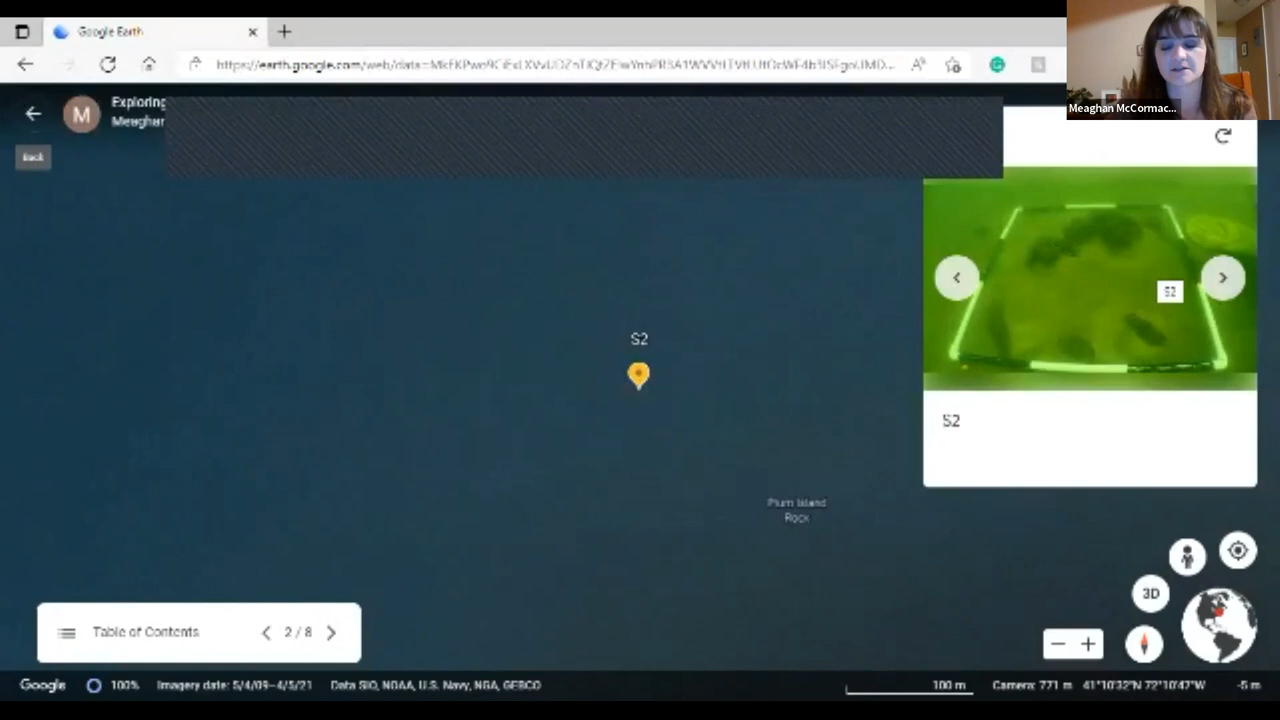 Google Earth
Meaghan McCormac...
Exploring
Meaghan
Back
S2
S2
S2
Plum Island
Rock
Table of Contents
2 / 8
3D
Google
100%
Imagery date: 5/4/09–4/5/21
Data SIO, NOAA, U.S. Navy, NGA, GEBCO
100 m
Camera: 771 m
41°10'32"N 72°10'47"W
-5 m